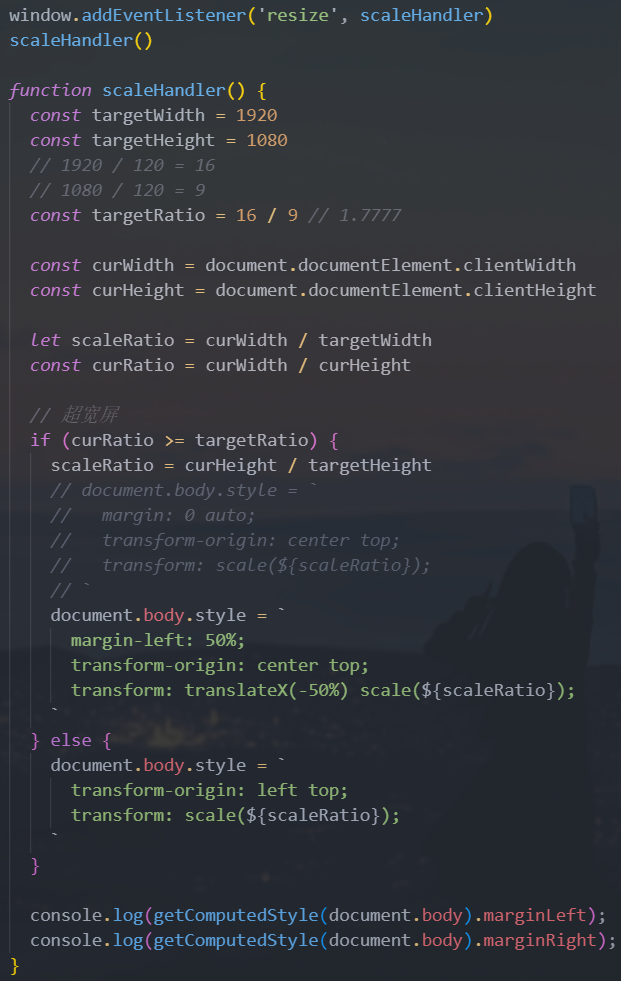 window.addEventListener('resize', scaleHandler)
scaleHandler()

function scaleHandler() {
  const targetWidth = 1920
  const targetHeight = 1080
  // 1920 / 120 = 16
  // 1080 / 120 = 9
  const targetRatio = 16 / 9 // 1.7777

  const curWidth = document.documentElement.clientWidth
  const curHeight = document.documentElement.clientHeight

  let scaleRatio = curWidth / targetWidth
  const curRatio = curWidth / curHeight

  // 超宽屏
  if (curRatio >= targetRatio) {
    scaleRatio = curHeight / targetHeight
    // document.body.style = `
    //   margin: 0 auto;
    //   transform-origin: center top;
    //   transform: scale(${scaleRatio});
    // `
    document.body.style = `
      margin-left: 50%;
      transform-origin: center top;
      transform: translateX(-50%) scale(${scaleRatio});
    `
  } else {
    document.body.style = `
      transform-origin: left top;
      transform: scale(${scaleRatio});
    `
  }

  console.log(getComputedStyle(document.body).marginLeft);
  console.log(getComputedStyle(document.body).marginRight);
}